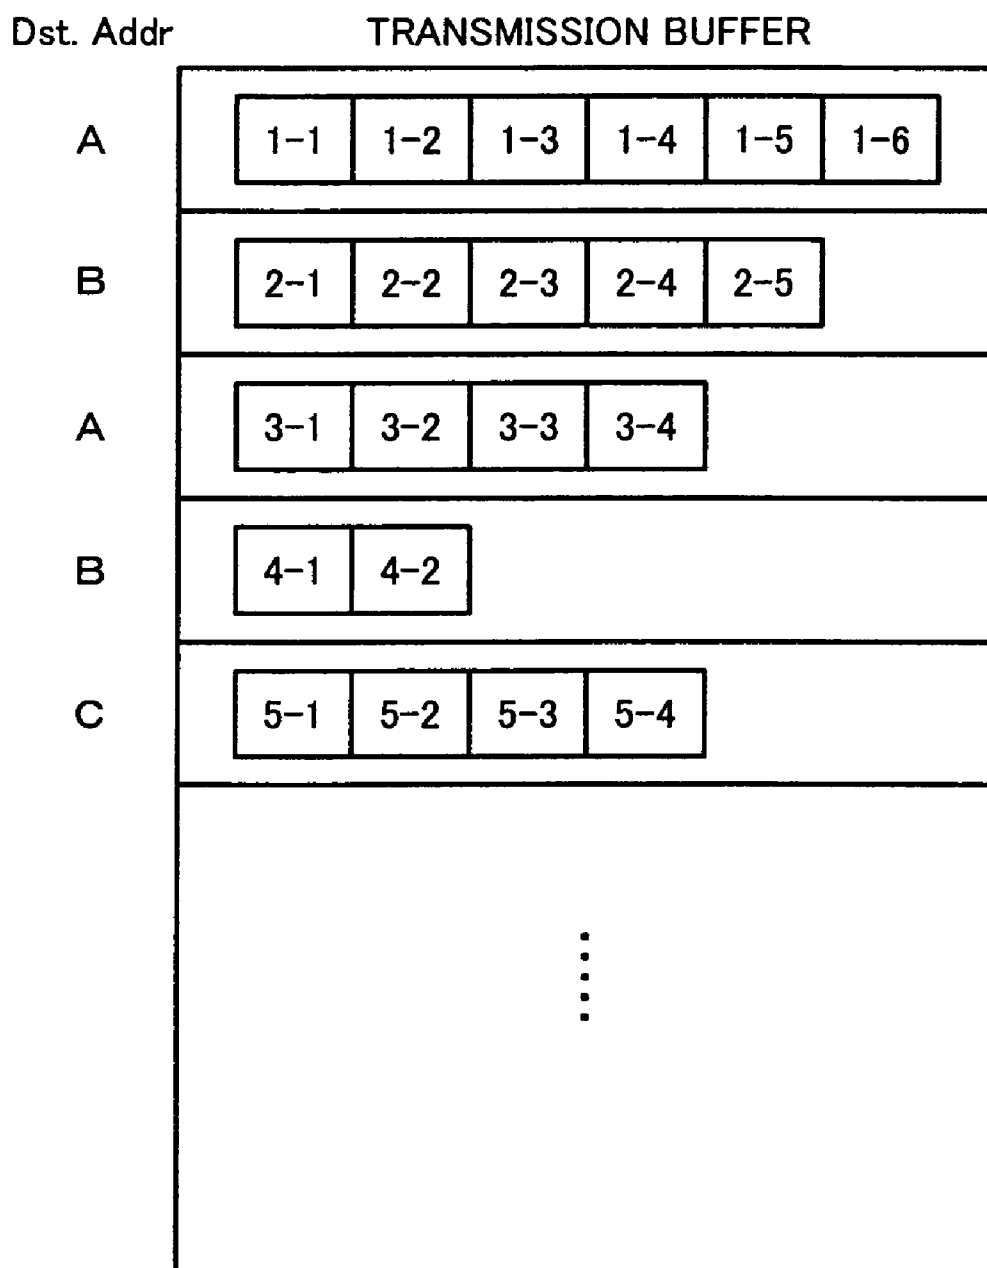 Dst. Addr TRANSMISSION BUFFER
A 1-1 1-2 1-3 1-4 1-5 1-6
B 2-1 2-2 2-3 2-4 2-5
A 3-1 3-2 3-3 3-4
B 4-1 4-2
C 5-1 5-2 5-3 5-4